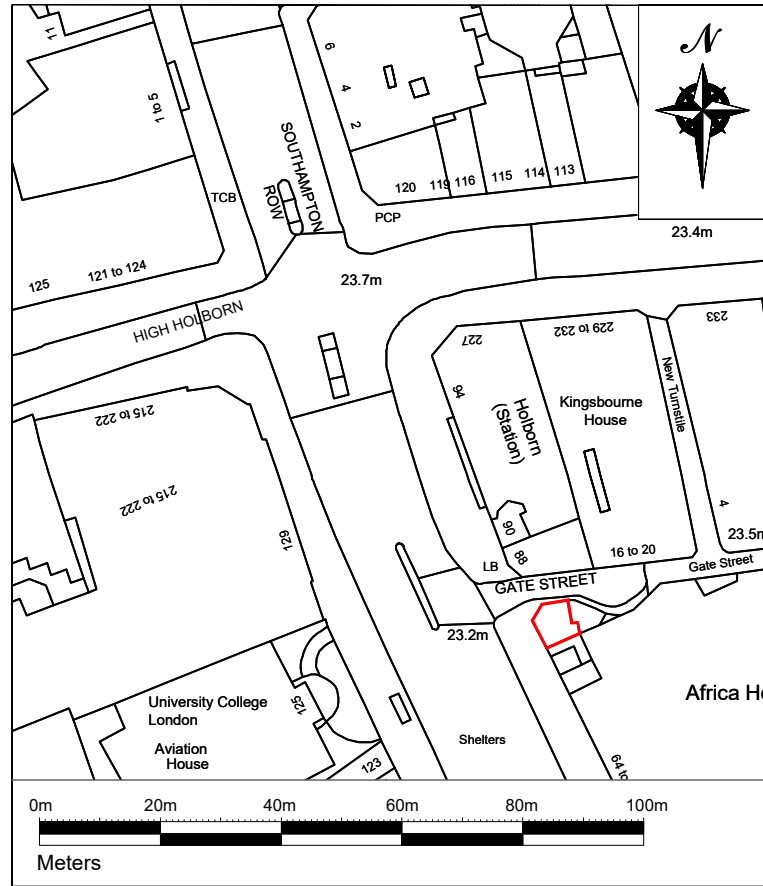 11
1 to 5
6
4
2
N
SOUTHAMPTON
ROW
TCB
120
119
116
115
114
113
PCP
23.4m
125
121 to 124
23.7m
HIGH HOLBORN
227
229 to 232
233
94
Holborn
(Station)
Kingsbourne
House
New Turnstile
215 to 222
215 to 222
129
90
88
4
23.5m
16 to 20
LB
GATE STREET
Gate Street
23.2m
Africa Ho
University College
London
125
Aviation
House
Shelters
123
64 to
0m
20m
40m
60m
80m
100m
Meters